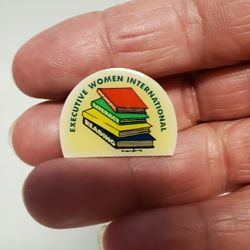 EXECUTIVE WOMEN INTERNATIONAL
READING